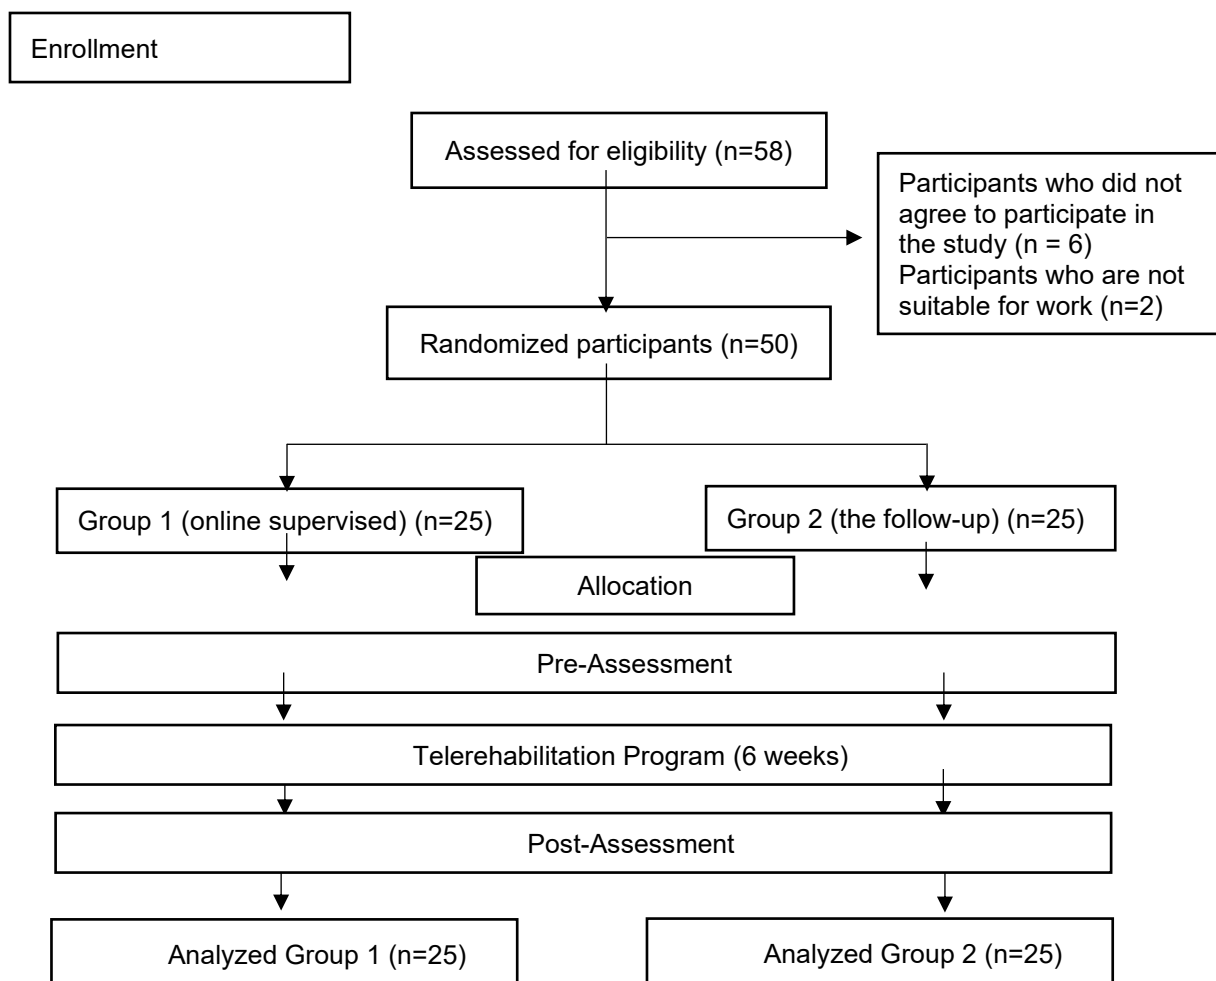 Enrollment
Assessed for eligibility (n=58)
Participants who did not
agree to participate in
the study (n = 6)
Participants who are not
suitable for work (n=2)
Randomized participants (n=50)
Group 1 (online supervised) (n=25)
Group 2 (the follow-up) (n=25)
Allocation
Pre-Assessment
Telerehabilitation Program (6 weeks)
Post-Assessment
Analyzed Group 1 (n=25)
Analyzed Group 2 (n=25)